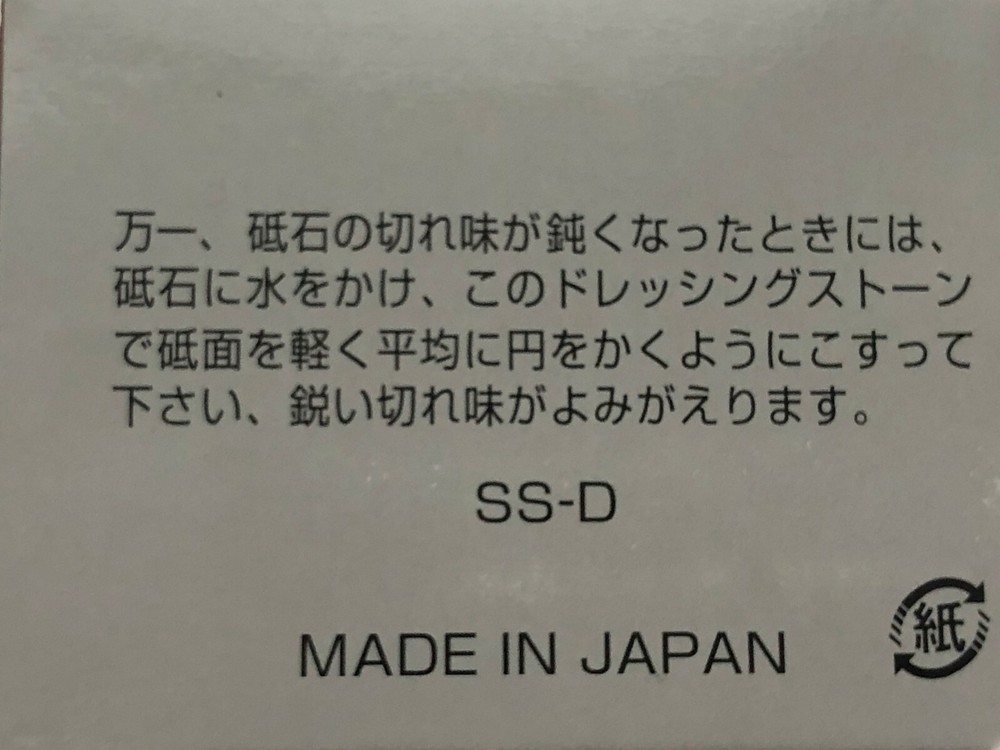 万一、砥石の切れ味が鈍くなったときには、
砥石に水をかけ、このドレッシングストーン
で砥面を軽く平均に円をかくようにこすって
下さい、鋭い切れ味がよみがえります。
SS-D
紙
MADE IN JAPAN